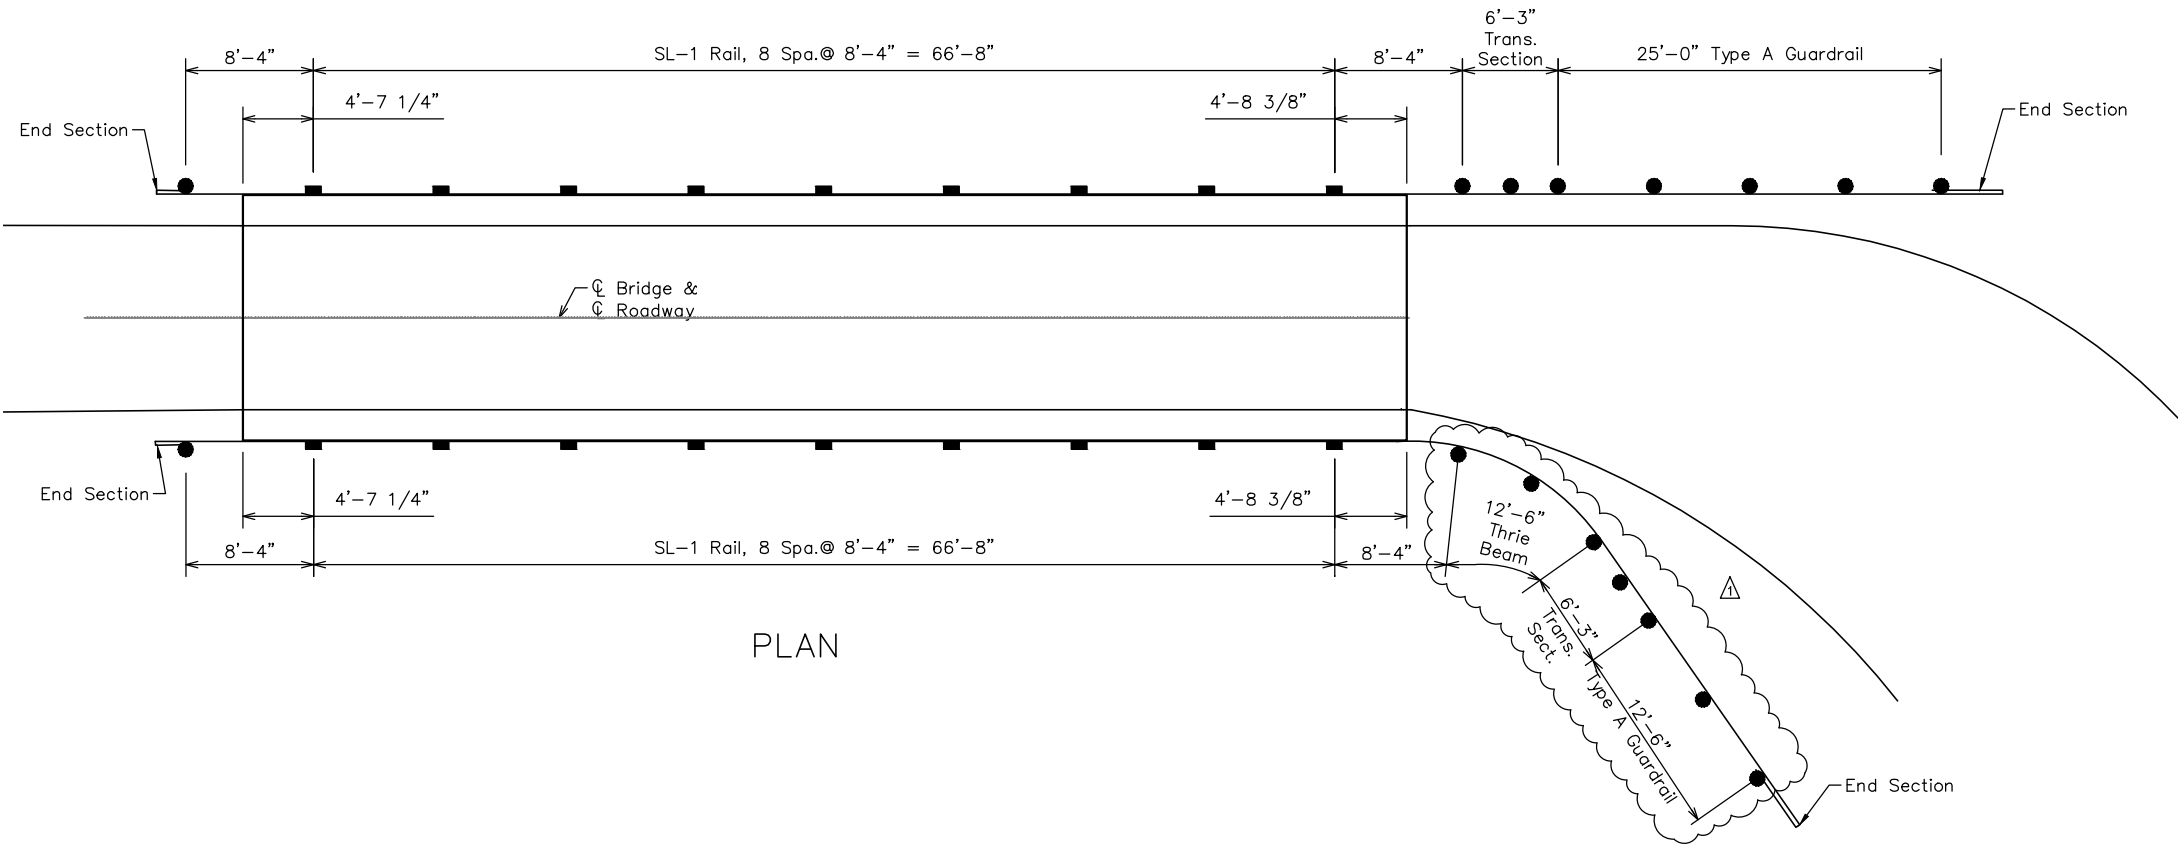 6'-3"
Trans.
Section
8'-4"
SL-1 Rail, 8 Spa.@ 8'-4" = 66'-8"
8'-4"
25'-0" Type A Guardrail
4'-7 1/4"
4'-8 3/8"
End Section
End Section
℄ Bridge &
℄ Roadway
End Section
4'-7 1/4"
4'-8 3/8"
12'-6"
Thrie
Beam
8'-4"
SL-1 Rail, 8 Spa.@ 8'-4" = 66'-8"
8'-4"
1
6'-3"
Trans.
Sect.
PLAN
12'-6"
Type A Guardrail
End Section